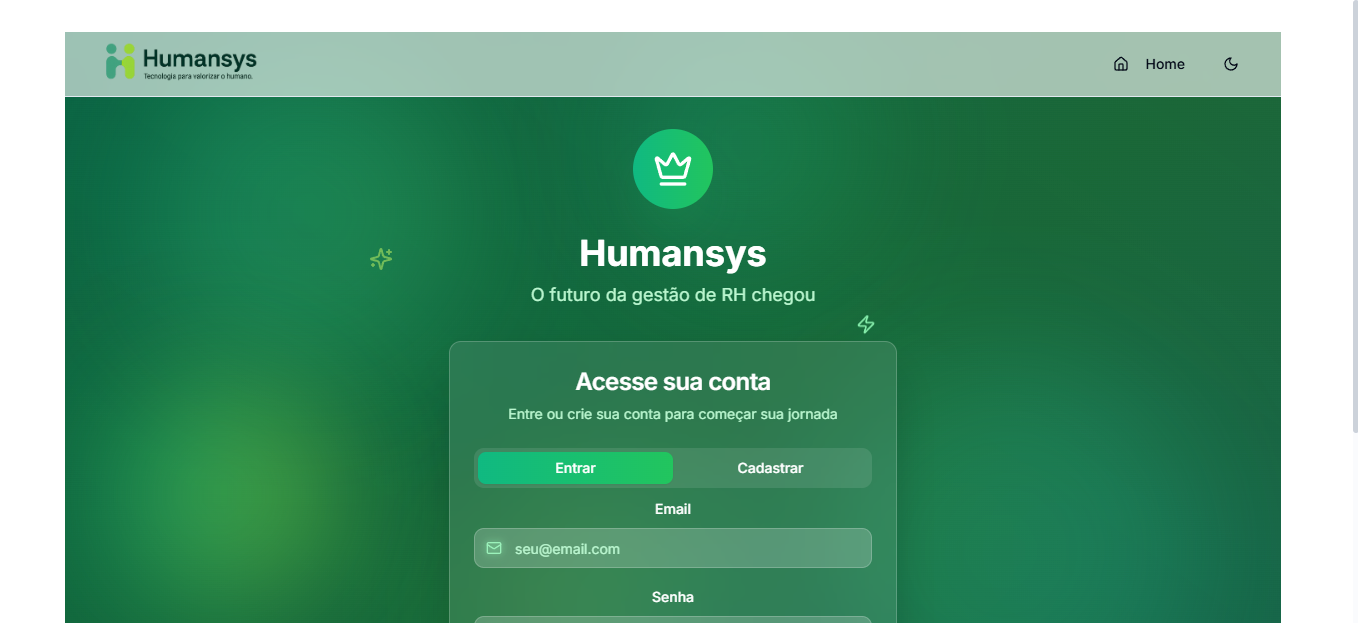 Humansys
Tecnologia para valorizar o humano.
Home
Humansys
O futuro da gestão de RH chegou
Acesse sua conta
Entre ou crie sua conta para começar sua jornada
Entrar
Cadastrar
Email
seu@email.com
Senha